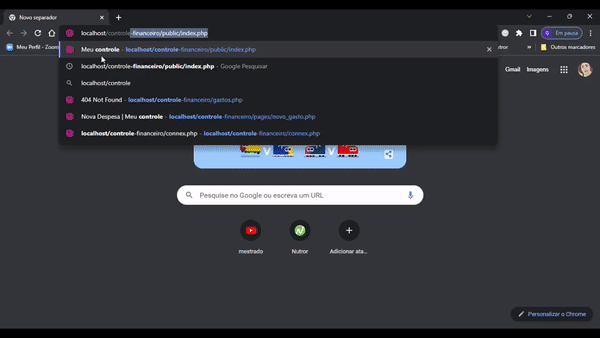 Novo separador
localhost/controle-financeiro/public/index.php
Em pausa
Meu Perfil - Zoom
Outros marcadores
Meu controle - localhost/controle-financeiro/public/index.php
localhost/controle-financeiro/public/index.php - Google Pesquisar
localhost/controle
404 Not Found - localhost/controle-financeiro/gastos.php
Nova Despesa | Meu controle - localhost/controle-financeiro/pages/novo_gasto.php
localhost/controle-financeiro/connex.php - localhost/controle-financeiro/connex.php
Gmail Imagens
Pesquise no Google ou escreva um URL
mestrado
Nutror
Adicionar ata...
Personalizar o Chrome